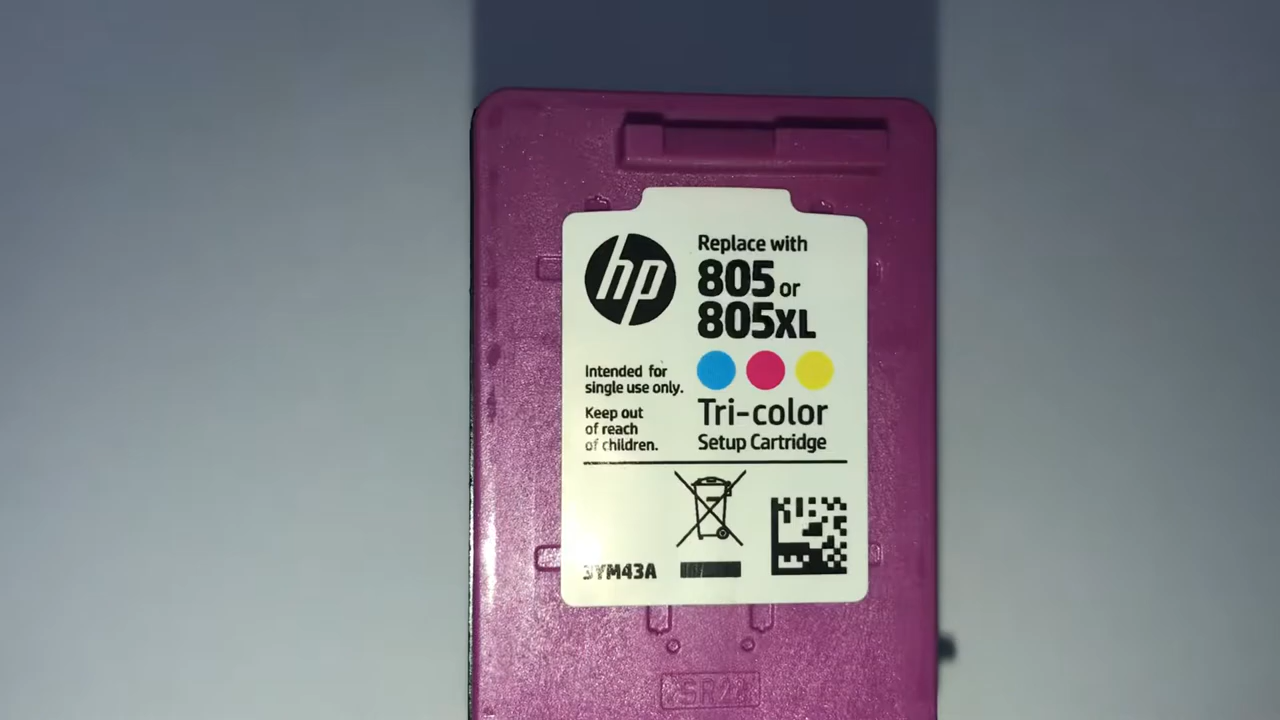 hp
Replace with
805 or
805XL
Intended for
single use only.
Keep out
of reach
of children.
Tri-color
Setup Cartridge
3YM43A